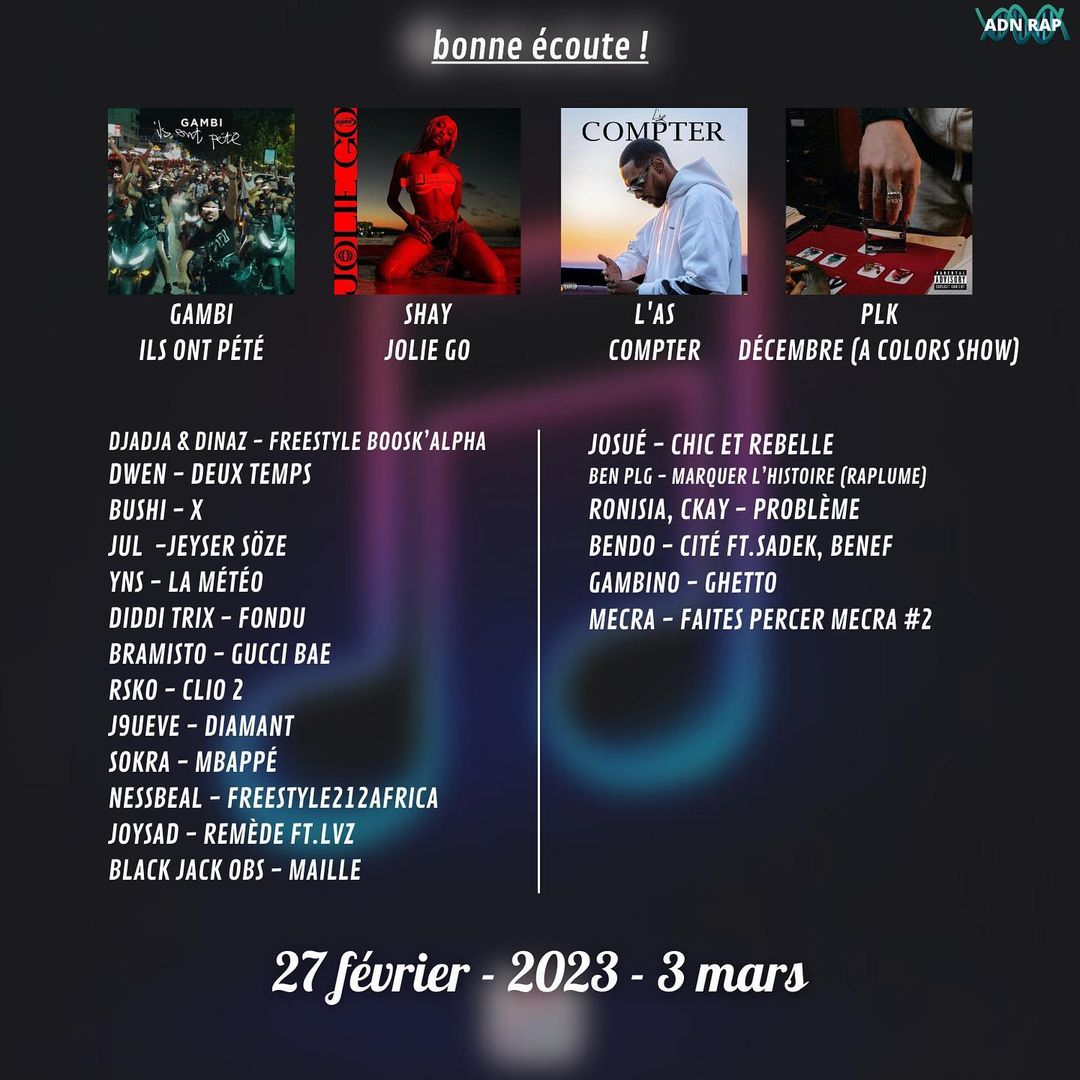 ADN RAP
bonne écoute !
GAMBI
ils ont pété
JOLIE GO
L'AS
COMPTER
PARENTAL
ADVISORY
EXPLICIT CONTENT
GAMBI
ILS ONT PÉTÉ
SHAY
JOLIE GO
L'AS
COMPTER
PLK
DÉCEMBRE (A COLORS SHOW)
DJADJA & DINAZ - FREESTYLE BOOSK'ALPHA
DWEN - DEUX TEMPS
BUSHI - X
JUL -JEYSER SÖZE
YNS - LA MÉTÉO
DIDDI TRIX - FONDU
BRAMISTO - GUCCI BAE
RSKO - CLIO 2
J9UEVE - DIAMANT
SOKRA - MBAPPÉ
NESSBEAL - FREESTYLE212AFRICA
JOYSAD - REMÈDE FT.LVZ
BLACK JACK OBS - MAILLE
JOSUÉ - CHIC ET REBELLE
BEN PLG - MARQUER L'HISTOIRE (RAPLUME)
RONISIA, CKAY - PROBLÈME
BENDO - CITÉ FT.SADEK, BENEF
GAMBINO - GHETTO
MECRA - FAITES PERCER MECRA #2
27 février - 2023 - 3 mars